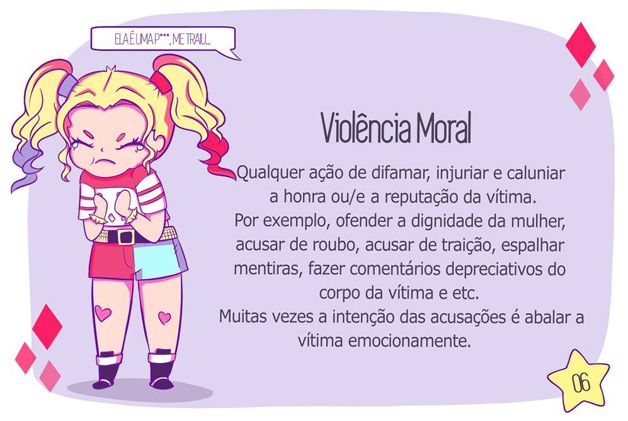 ELA É UMA P***, ME TRAIU...
Violência Moral
Qualquer ação de difamar, injuriar e caluniar
a honra ou/e a reputação da vítima.
Por exemplo, ofender a dignidade da mulher,
acusar de roubo, acusar de traição, espalhar
mentiras, fazer comentários depreciativos do
corpo da vítima e etc.
Muitas vezes a intenção das acusações é abalar a
vítima emocionamente.
06